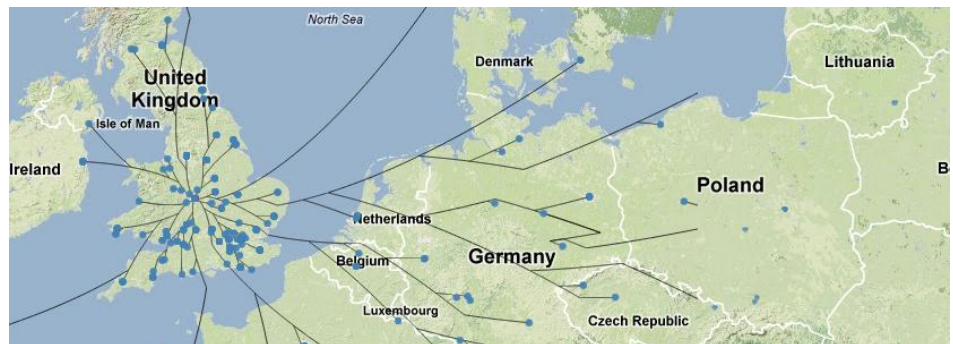 North Sea
Denmark
Lithuania
United
Kingdom
Isle of Man
Ireland
B
Poland
Netherlands
Germany
Belgium
Luxembourg
Czech Republic